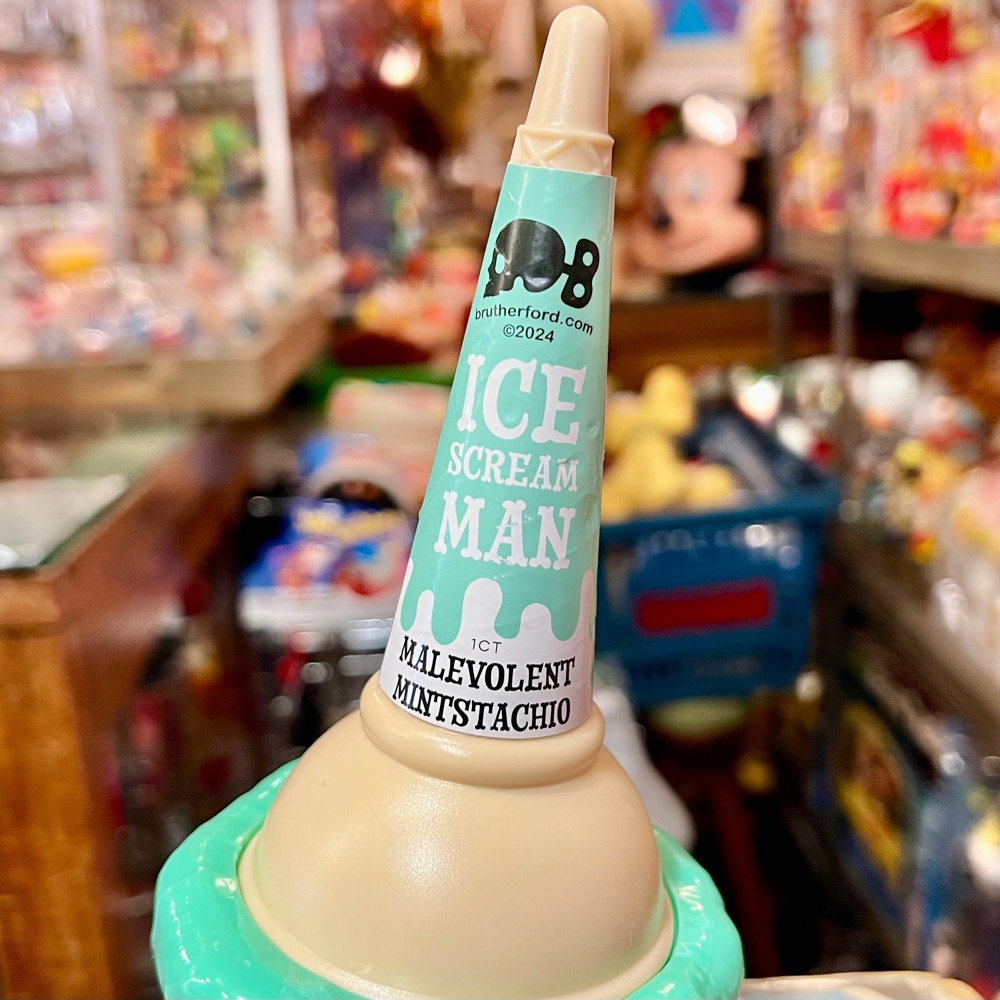 brutherford.com
©2024
ICE
SCREAM
MAN
1CT
MALEVOLENT
MINTSTACHIO